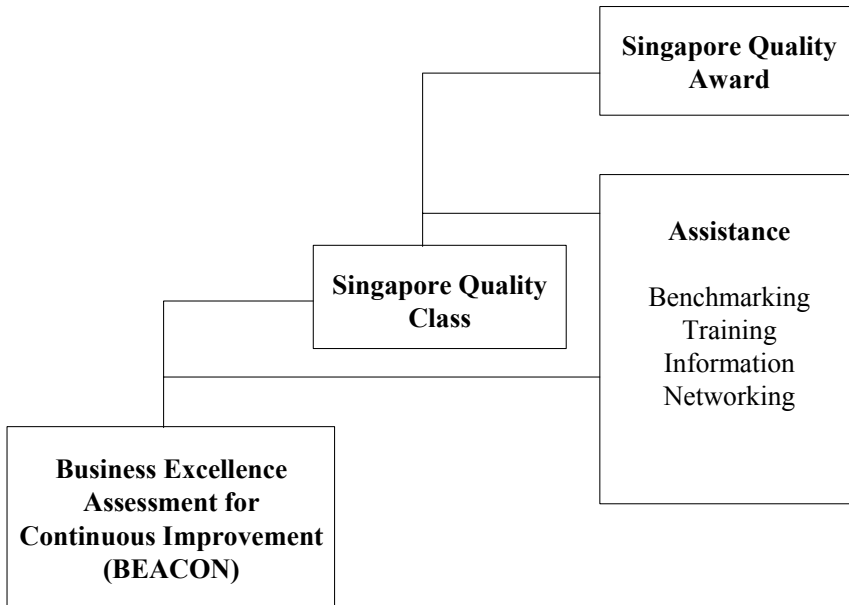 Singapore Quality
Award
Assistance
Benchmarking
Training
Information
Networking
Singapore Quality
Class
Business Excellence
Assessment for
Continuous Improvement
(BEACON)